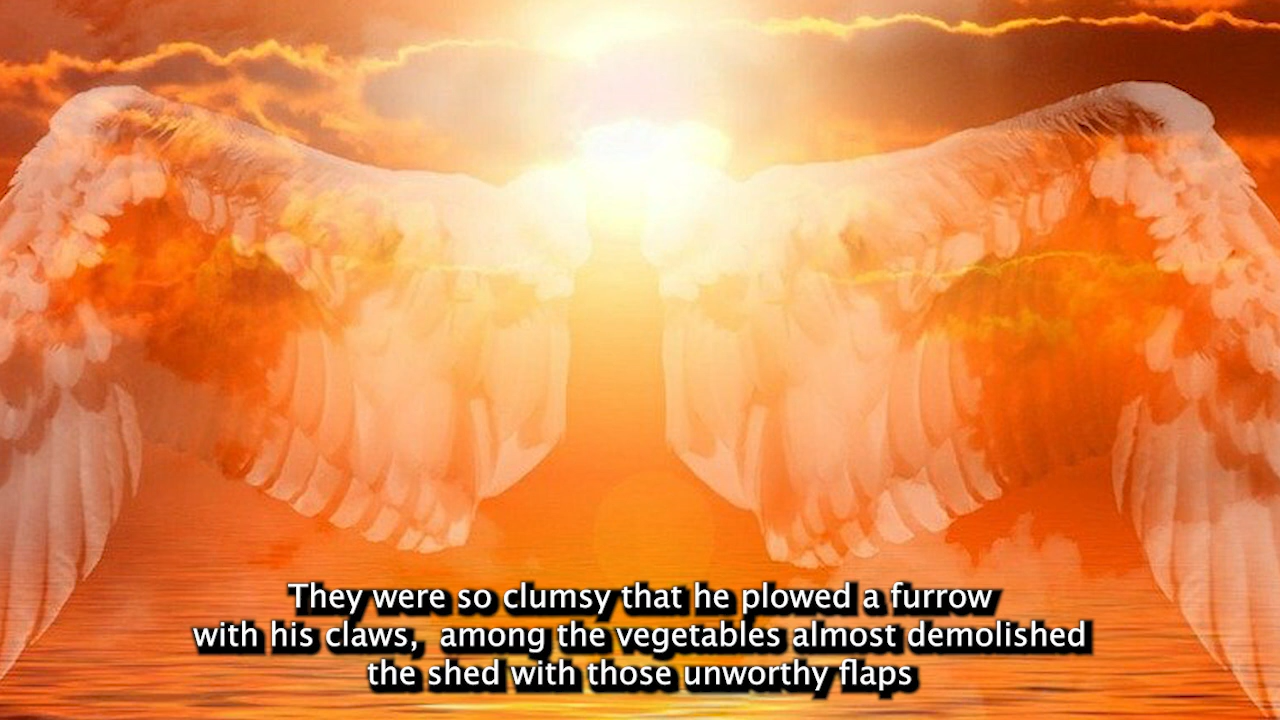 They were so clumsy that he plowed a furrow
with his claws,  among the vegetables almost demolished
the shed with those unworthy flaps